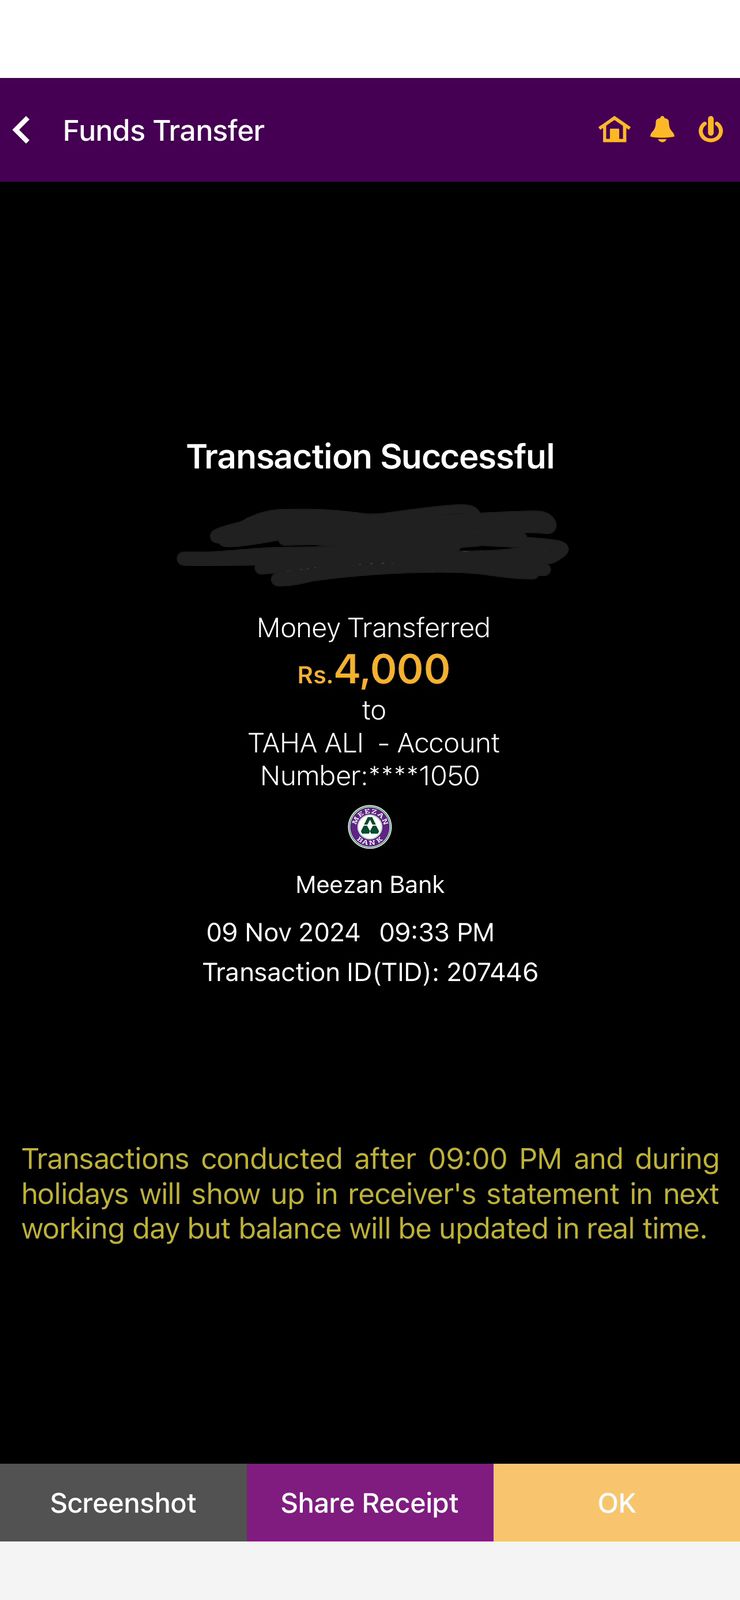 Funds Transfer
Transaction Successful
Money Transferred
Rs.4,000
to
TAHA ALI - Account
Number:****1050
MEEZAN
BANK
Meezan Bank
09 Nov 2024 09:33 PM
Transaction ID(TID): 207446
Transactions conducted after 09:00 PM and during
holidays will show up in receiver's statement in next
working day but balance will be updated in real time.
Screenshot
Share Receipt
OK